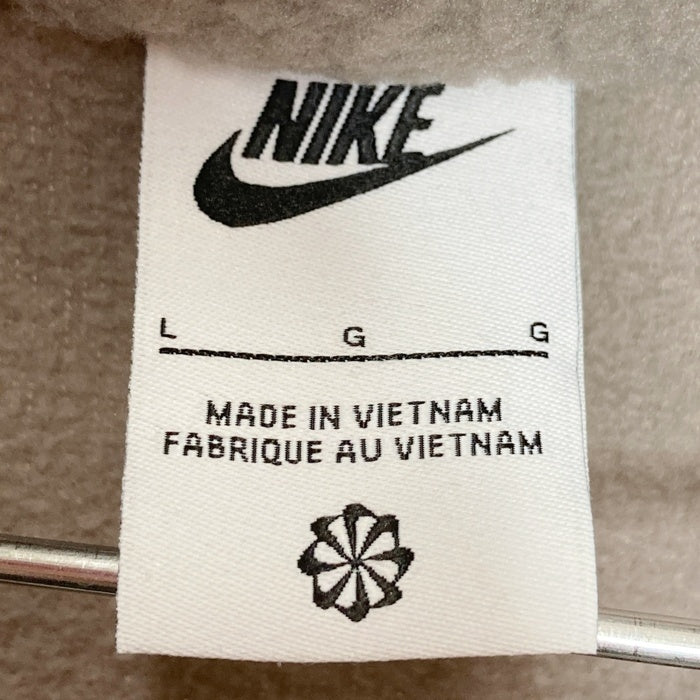 NIKE
L G G
MADE IN VIETNAM
FABRIQUE AU VIETNAM